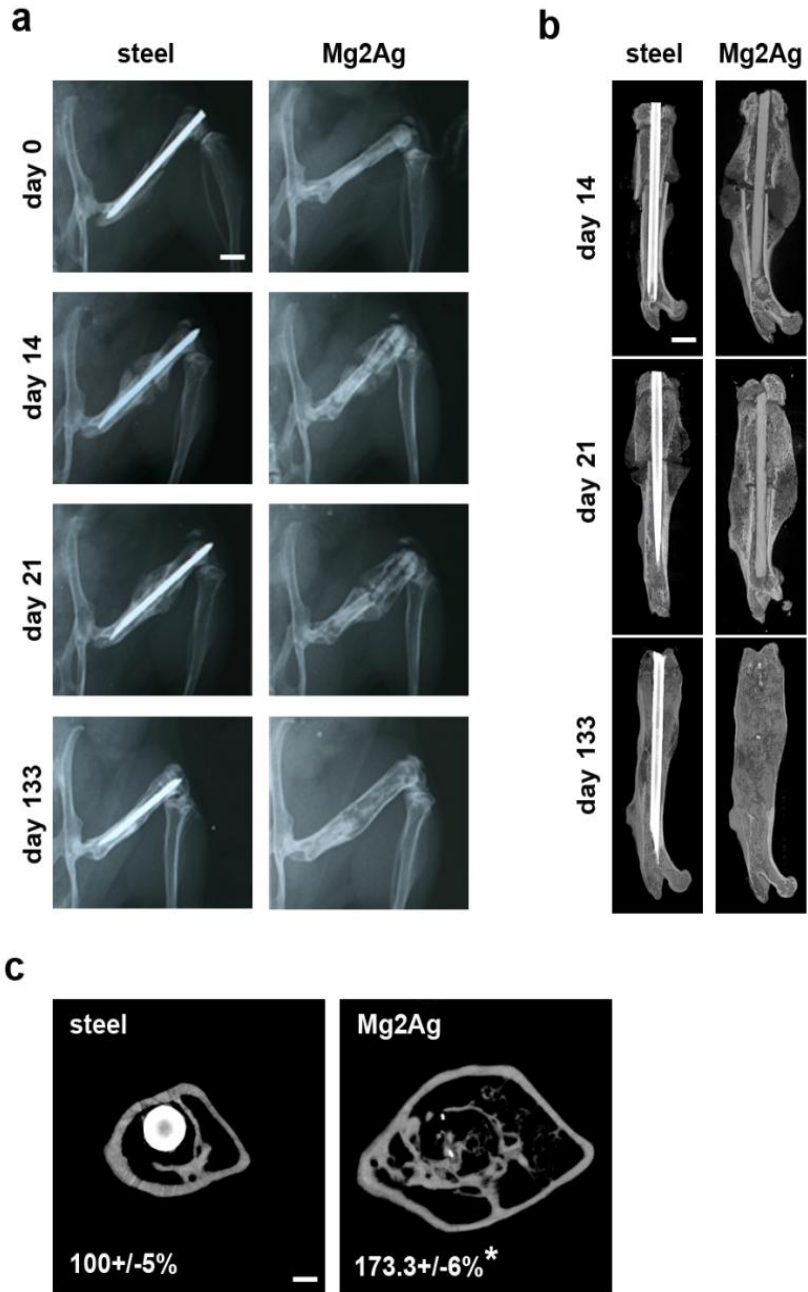 a
steel Mg2Ag
day 0
day 14
day 21
day 133
b
steel Mg2Ag
day 14
day 21
day 133
c
steel
100+/-5%
Mg2Ag
173.3+/-6%*